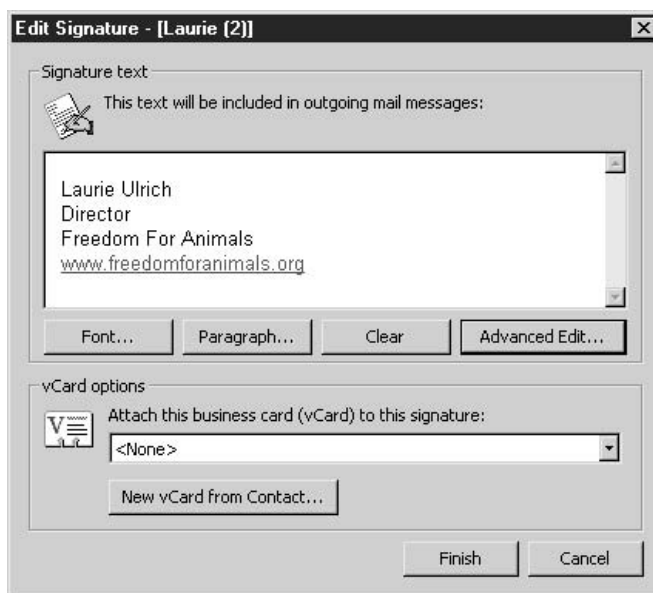 Edit Signature - [Laurie (2)]
Signature text
This text will be included in outgoing mail messages:
Laurie Ulrich
Director
Freedom For Animals
www.freedomforanimals.org
Font... Paragraph... Clear Advanced Edit...
vCard options
Attach this business card (vCard) to this signature:
<None>
New vCard from Contact...
Finish Cancel